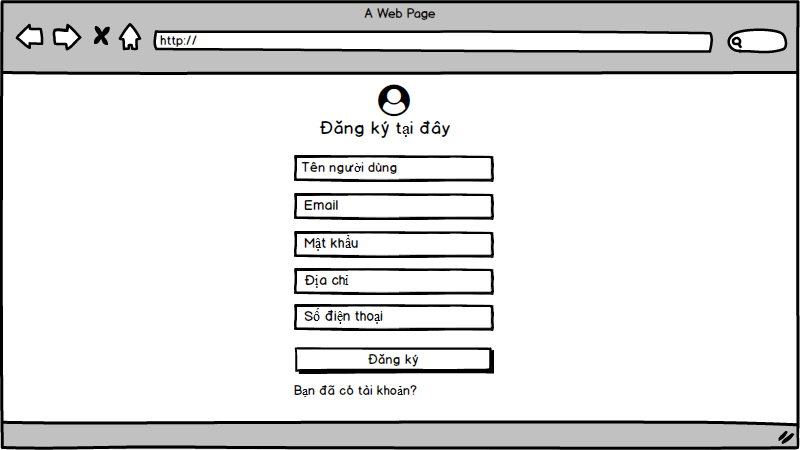 A Web Page
http://
Đăng ký tại đây
Tên người dùng
Email
Mật khẩu
Địa chỉ
Số điện thoại
Đăng ký
Bạn đã có tài khoản?